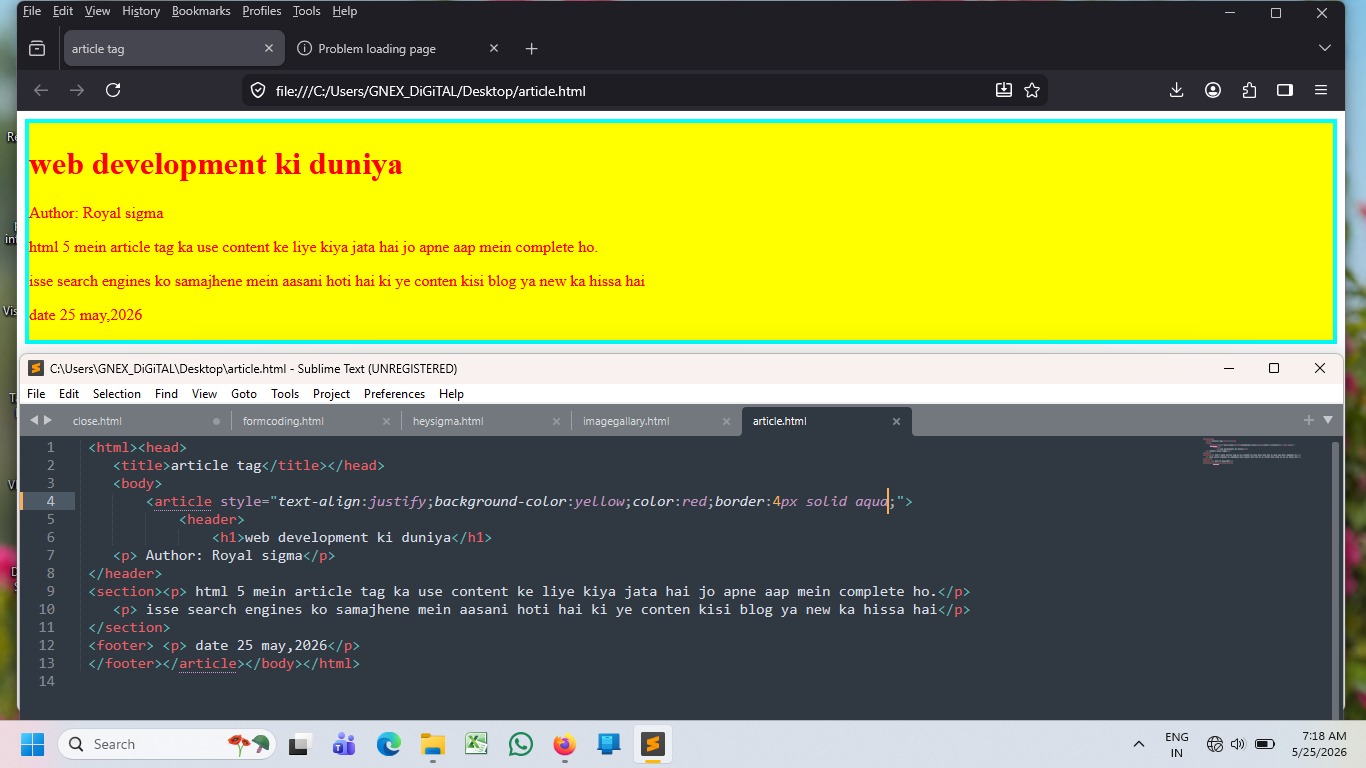 File Edit View History Bookmarks Profiles Tools Help
article tag
Problem loading page
file:///C:/Users/GNEX_DiGiTAL/Desktop/article.html
web development ki duniya
Author: Royal sigma
html 5 mein article tag ka use content ke liye kiya jata hai jo apne aap mein complete ho.
isse search engines ko samajhene mein aasani hoti hai ki ye conten kisi blog ya new ka hissa hai
date 25 may,2026
C:\Users\GNEX_DiGiTAL\Desktop\article.html - Sublime Text (UNREGISTERED)
File Edit Selection Find View Goto Tools Project Preferences Help
close.html formcoding.html heysigma.html imagegallary.html article.html
1 <html><head>
2 <title>article tag</title></head>
3 <body>
4 <article style="text-align:justify;background-color:yellow;color:red;border:4px solid aqua;">
5 <header>
6 <h1>web development ki duniya</h1>
7 <p> Author: Royal sigma</p>
8 </header>
9 <section><p> html 5 mein article tag ka use content ke liye kiya jata hai jo apne aap mein complete ho.</p>
10 <p> isse search engines ko samajhene mein aasani hoti hai ki ye conten kisi blog ya new ka hissa hai</p>
11 </section>
12 <footer> <p> date 25 may,2026</p>
13 </footer></article></body></html>
14
Search
ENG
IN
7:18 AM
5/25/2026